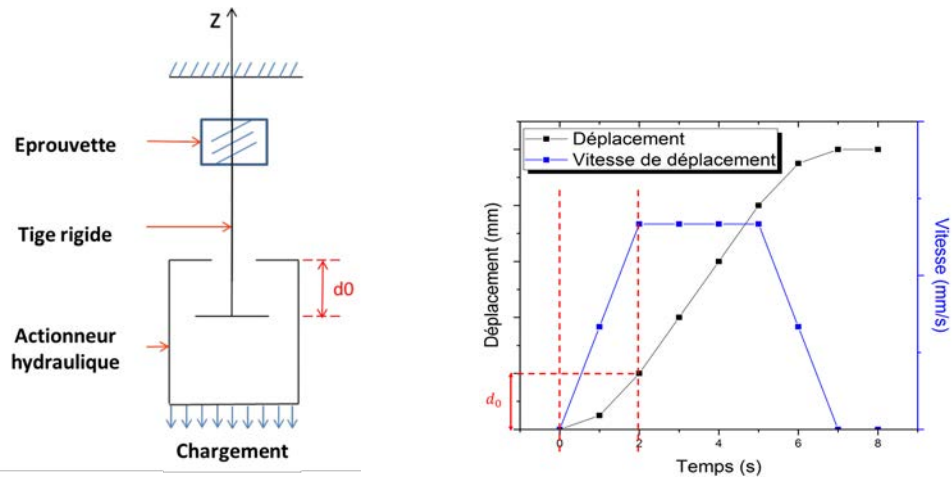 Z
Eprouvette
Tige rigide
d0
Actionneur
hydraulique
Chargement
Déplacement
Vitesse de déplacement
Déplacement (mm)
Vitesse (mm/s)
d₀
0 2 4 6 8
Temps (s)